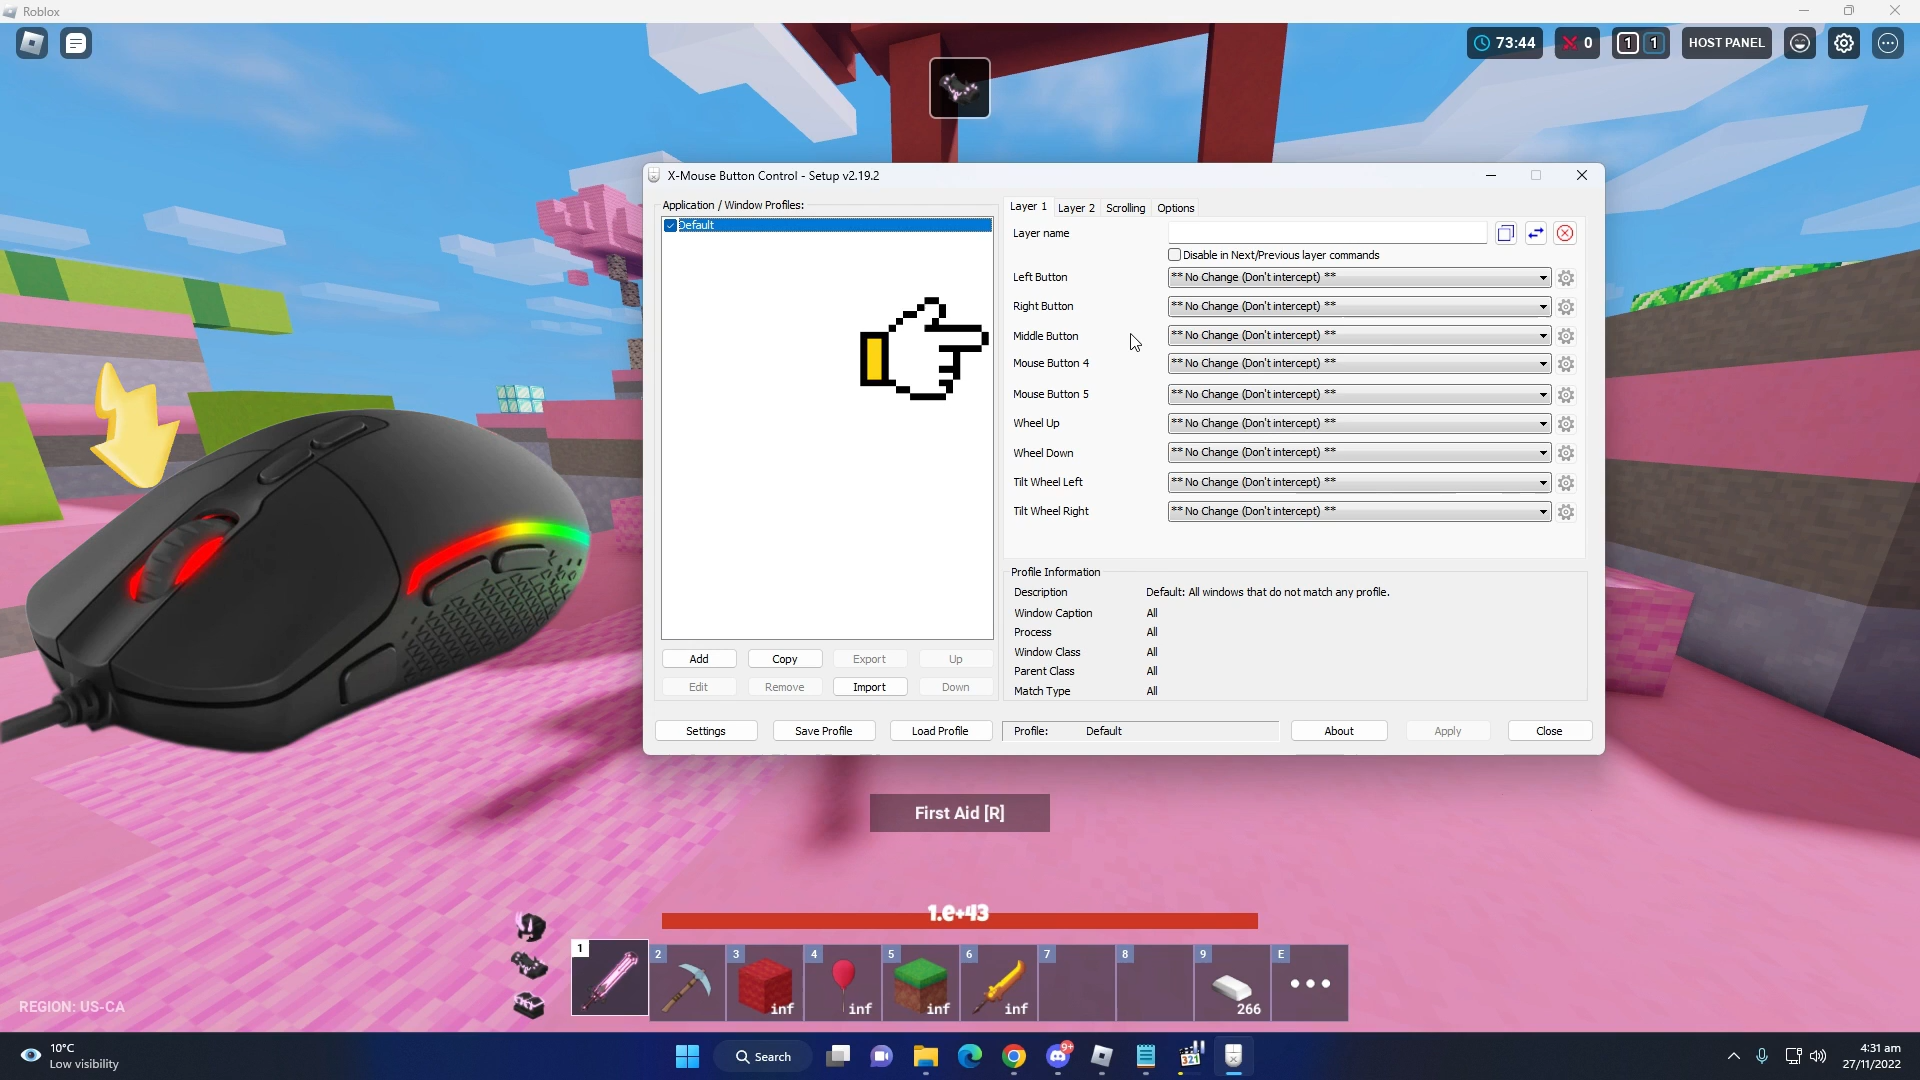 Roblox
73:44
0
1 1
HOST PANEL
X-Mouse Button Control - Setup v2.19.2
Application / Window Profiles:
Default
Layer 1 Layer 2 Scrolling Options
Layer name
Disable in Next/Previous layer commands
Left Button ** No Change (Don't intercept) **
Right Button ** No Change (Don't intercept) **
Middle Button ** No Change (Don't intercept) **
Mouse Button 4 ** No Change (Don't intercept) **
Mouse Button 5 ** No Change (Don't intercept) **
Wheel Up ** No Change (Don't intercept) **
Wheel Down ** No Change (Don't intercept) **
Tilt Wheel Left ** No Change (Don't intercept) **
Tilt Wheel Right ** No Change (Don't intercept) **
Profile Information
Description Default: All windows that do not match any profile.
Window Caption All
Process All
Window Class All
Parent Class All
Match Type All
Add Copy Export Up
Edit Remove Import Down
Settings Save Profile Load Profile Profile: Default About Apply Close
First Aid [R]
1.e+43
1 2 3 4 5 6 7 8 9 E
inf inf inf inf 266
REGION: US-CA
10°C
Low visibility
Search
9+
321
4:31 am
27/11/2022